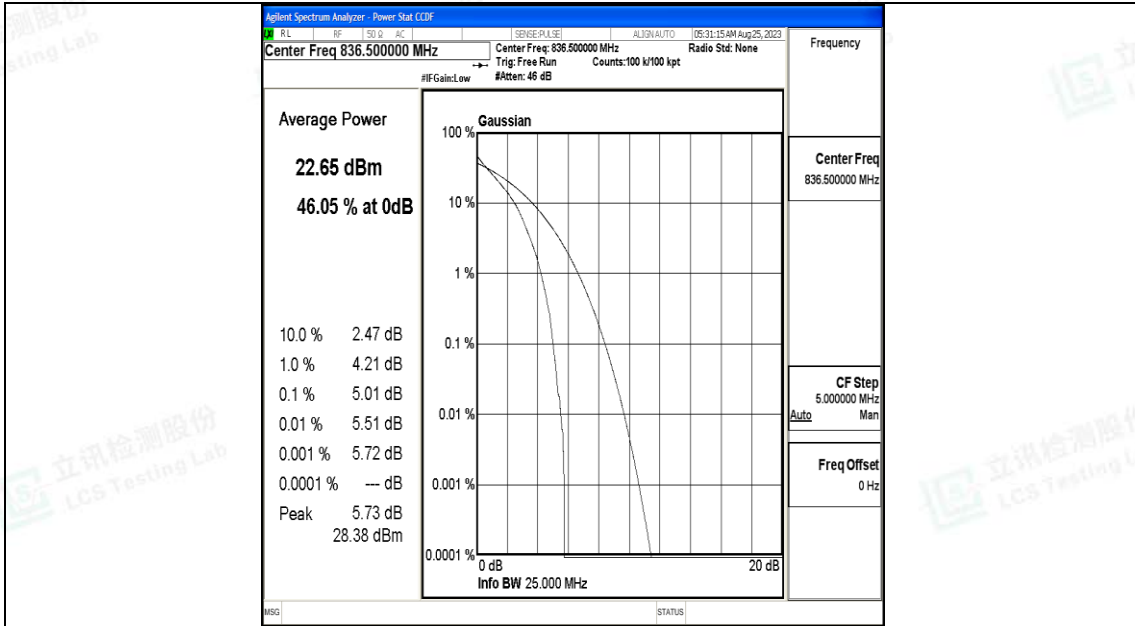 Agilent Spectrum Analyzer - Power Stat CCDF
RL RF 50 Ω AC SENSE:PULSE ALIGN AUTO 05:31:15 AM Aug 25, 2023
Center Freq 836.500000 MHz
Center Freq: 836.500000 MHz Radio Std: None
Trig: Free Run Counts:100 k/100 kpt
#IFGain:Low #Atten: 46 dB
Frequency
Average Power
22.65 dBm
46.05 % at 0dB
10.0 % 2.47 dB
1.0 % 4.21 dB
0.1 % 5.01 dB
0.01 % 5.51 dB
0.001 % 5.72 dB
0.0001 % --- dB
Peak 5.73 dB
28.38 dBm
Gaussian
100 %
10 %
1 %
0.1 %
0.01 %
0.001 %
0.0001 %
0 dB 20 dB
Info BW 25.000 MHz
Center Freq
836.500000 MHz
CF Step
5.000000 MHz
Auto Man
Freq Offset
0 Hz
MSG STATUS
立讯检测股份
LCS Testing Lab
立讯检测股份
LCS Testing L